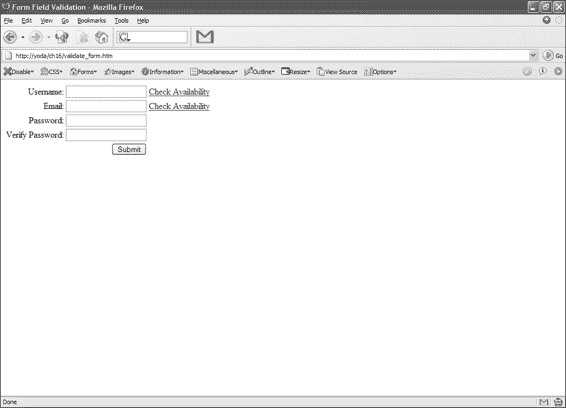 Form Field Validation - Mozilla Firefox
File Edit View Go Bookmarks Tools Help
http://yoda/ch16/validate_form.htm Go
Disable CSS Forms Images Information Miscellaneous Outline Resize View Source Options
Username: Check Availability
Email: Check Availability
Password:
Verify Password:
Submit
Done